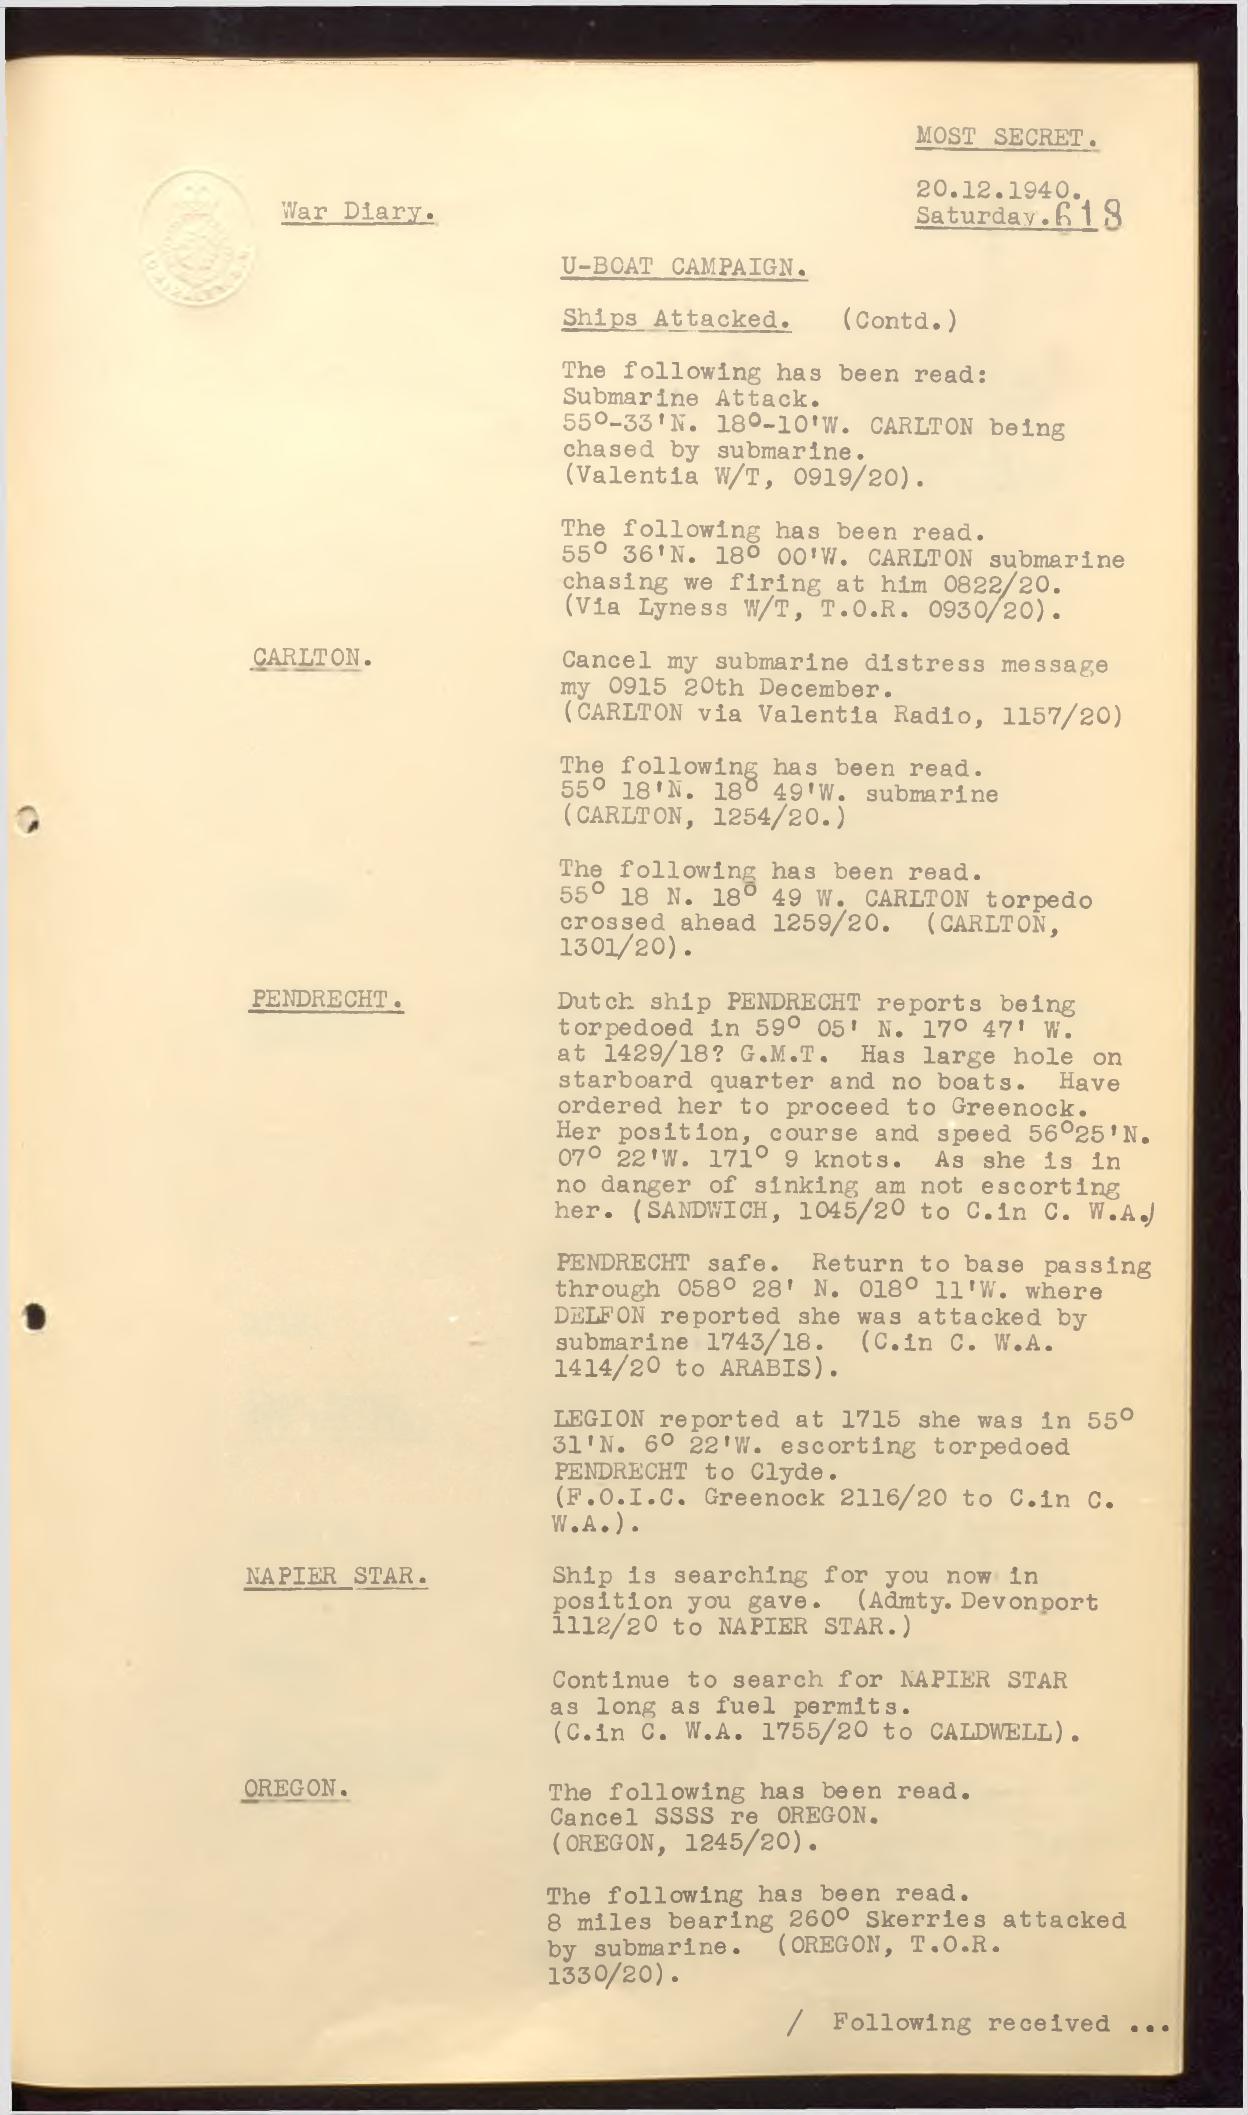 MOST SECRET.
20.12.1940.
War Diary.
Saturday. 618
U-BOAT CAMPAIGN.
Ships Attacked. (Contd.)
The following has been read:
Submarine Attack.
55°-33'N. 18°-10'W. CARLTON being
chased by submarine.
(Valentia W/T, 0919/20).
The following has been read.
55° 36'N. 18° 00'W. CARLTON submarine
chasing we firing at him 0822/20.
(Via Lyness W/T, T.O.R. 0930/20).
CARLTON.
Cancel my submarine distress message
my 0915 20th December.
(CARLTON via Valentia Radio, 1157/20)
The following has been read.
55° 18'N. 18° 49'W. submarine
(CARLTON, 1254/20.)
The following has been read.
55° 18 N. 18° 49 W. CARLTON torpedo
crossed ahead 1259/20. (CARLTON,
1301/20).
PENDRECHT.
Dutch ship PENDRECHT reports being
torpedoed in 59° 05' N. 17° 47' W.
at 1429/18? G.M.T. Has large hole on
starboard quarter and no boats. Have
ordered her to proceed to Greenock.
Her position, course and speed 56°25'N.
07° 22'W. 171° 9 knots. As she is in
no danger of sinking am not escorting
her. (SANDWICH, 1045/20 to C.in C. W.A.)
PENDRECHT safe. Return to base passing
through 058° 28' N. 018° 11'W. where
DELFON reported she was attacked by
submarine 1743/18. (C.in C. W.A.
1414/20 to ARABIS).
LEGION reported at 1715 she was in 55°
31'N. 6° 22'W. escorting torpedoed
PENDRECHT to Clyde.
(F.O.I.C. Greenock 2116/20 to C.in C.
W.A.).
NAPIER STAR.
Ship is searching for you now in
position you gave. (Admty. Devonport
1112/20 to NAPIER STAR.)
Continue to search for NAPIER STAR
as long as fuel permits.
(C.in C. W.A. 1755/20 to CALDWELL).
OREGON.
The following has been read.
Cancel SSSS re OREGON.
(OREGON, 1245/20).
The following has been read.
8 miles bearing 260° Skerries attacked
by submarine. (OREGON, T.O.R.
1330/20).
/ Following received ...